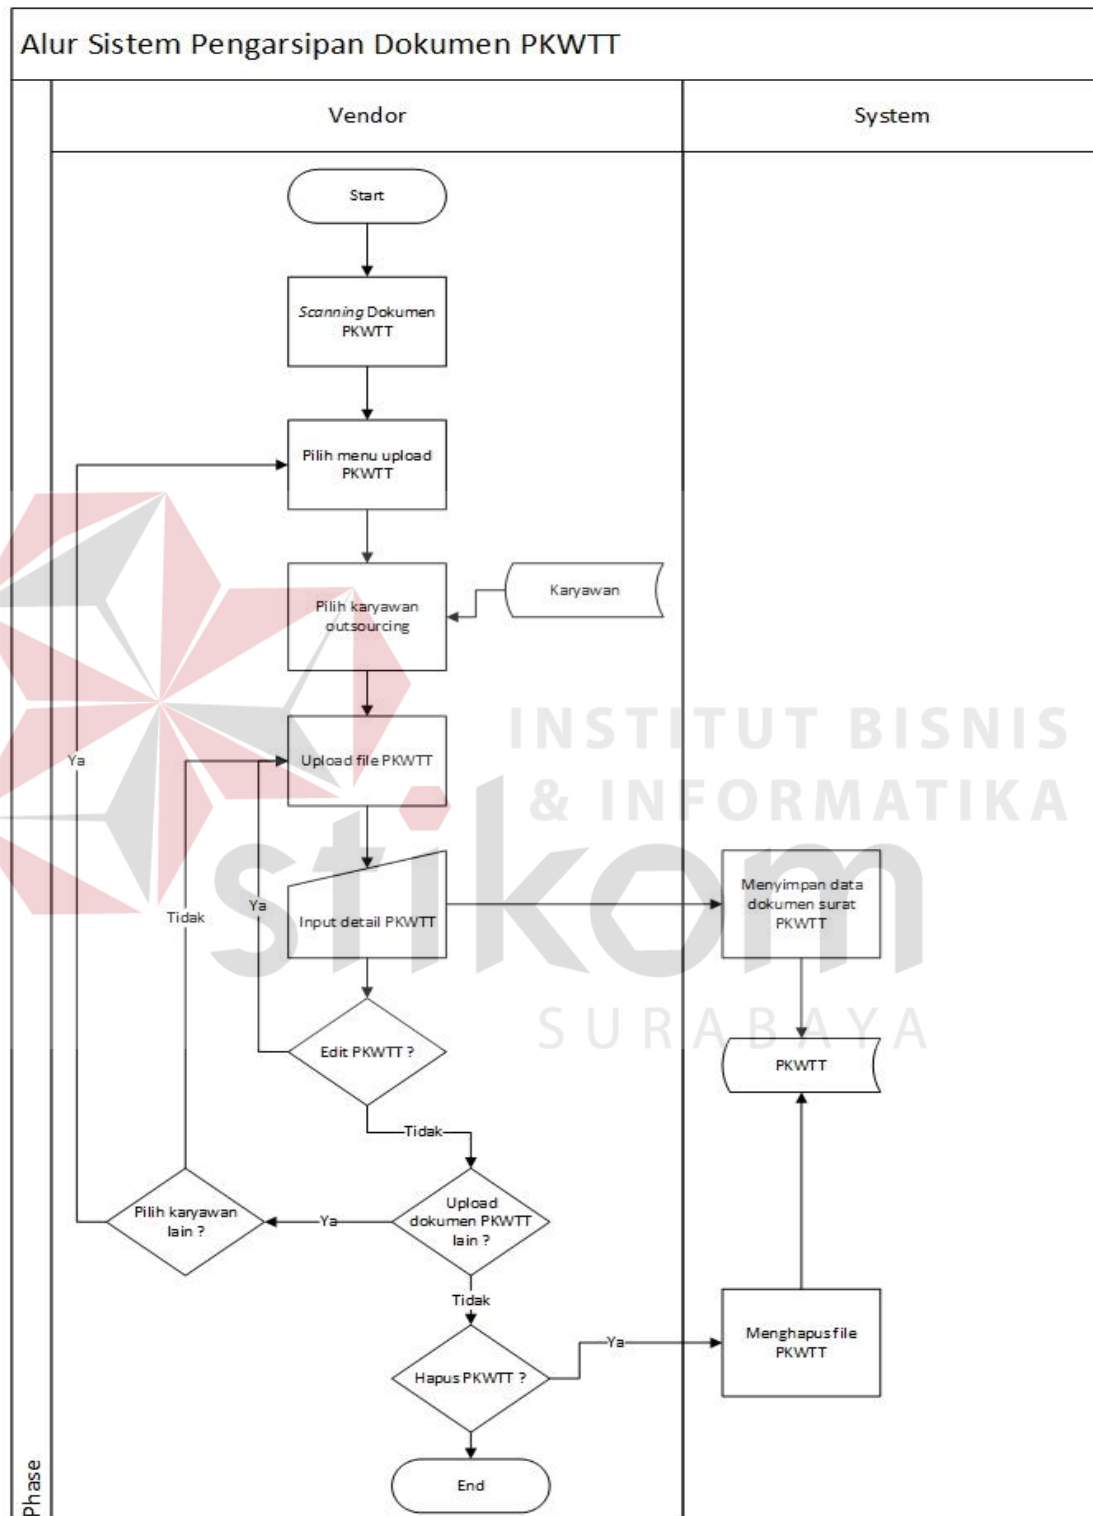 Alur Sistem Pengarsipan Dokumen PKWTT
Vendor
System
Start
Scanning Dokumen
PKWTT
Pilih menu upload
PKWTT
Pilih karyawan
outsourcing
Karyawan
Upload file PKWTT
Ya
INSTITUT BISNIS
& INFORMATIKA
stikom
SURABAYA
Tidak
Ya
Input detail PKWTT
Menyimpan data
dokumen surat
PKWTT
Edit PKWTT ?
PKWTT
Tidak
Pilih karyawan
lain ?
Ya
Upload
dokumen PKWTT
lain ?
Tidak
Hapus PKWTT ?
Ya
Menghapus file
PKWTT
End
Phase